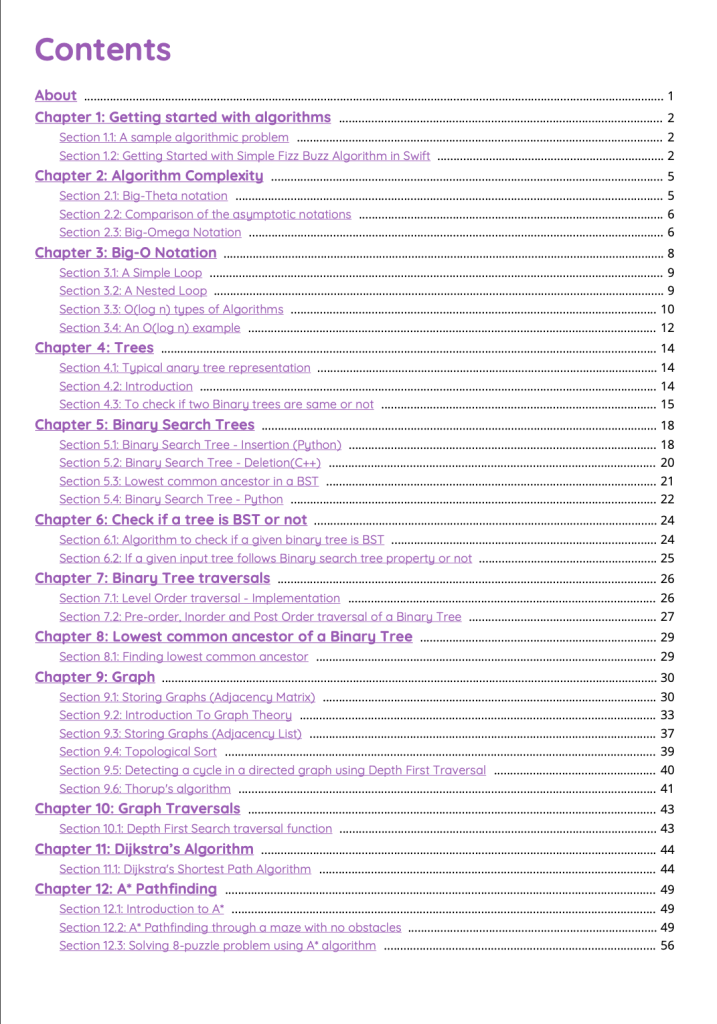 Contents
About 1
Chapter 1: Getting started with algorithms 2
Section 1.1: A sample algorithmic problem 2
Section 1.2: Getting Started with Simple Fizz Buzz Algorithm in Swift 2
Chapter 2: Algorithm Complexity 5
Section 2.1: Big-Theta notation 5
Section 2.2: Comparison of the asymptotic notations 6
Section 2.3: Big-Omega Notation 6
Chapter 3: Big-O Notation 8
Section 3.1: A Simple Loop 9
Section 3.2: A Nested Loop 9
Section 3.3: O(log n) types of Algorithms 10
Section 3.4: An O(log n) example 12
Chapter 4: Trees 14
Section 4.1: Typical anary tree representation 14
Section 4.2: Introduction 14
Section 4.3: To check if two Binary trees are same or not 15
Chapter 5: Binary Search Trees 18
Section 5.1: Binary Search Tree - Insertion (Python) 18
Section 5.2: Binary Search Tree - Deletion(C++) 20
Section 5.3: Lowest common ancestor in a BST 21
Section 5.4: Binary Search Tree - Python 22
Chapter 6: Check if a tree is BST or not 24
Section 6.1: Algorithm to check if a given binary tree is BST 24
Section 6.2: If a given input tree follows Binary search tree property or not 25
Chapter 7: Binary Tree traversals 26
Section 7.1: Level Order traversal - Implementation 26
Section 7.2: Pre-order, Inorder and Post Order traversal of a Binary Tree 27
Chapter 8: Lowest common ancestor of a Binary Tree 29
Section 8.1: Finding lowest common ancestor 29
Chapter 9: Graph 30
Section 9.1: Storing Graphs (Adjacency Matrix) 30
Section 9.2: Introduction To Graph Theory 33
Section 9.3: Storing Graphs (Adjacency List) 37
Section 9.4: Topological Sort 39
Section 9.5: Detecting a cycle in a directed graph using Depth First Traversal 40
Section 9.6: Thorup's algorithm 41
Chapter 10: Graph Traversals 43
Section 10.1: Depth First Search traversal function 43
Chapter 11: Dijkstra's Algorithm 44
Section 11.1: Dijkstra's Shortest Path Algorithm 44
Chapter 12: A* Pathfinding 49
Section 12.1: Introduction to A* 49
Section 12.2: A* Pathfinding through a maze with no obstacles 49
Section 12.3: Solving 8-puzzle problem using A* algorithm 56